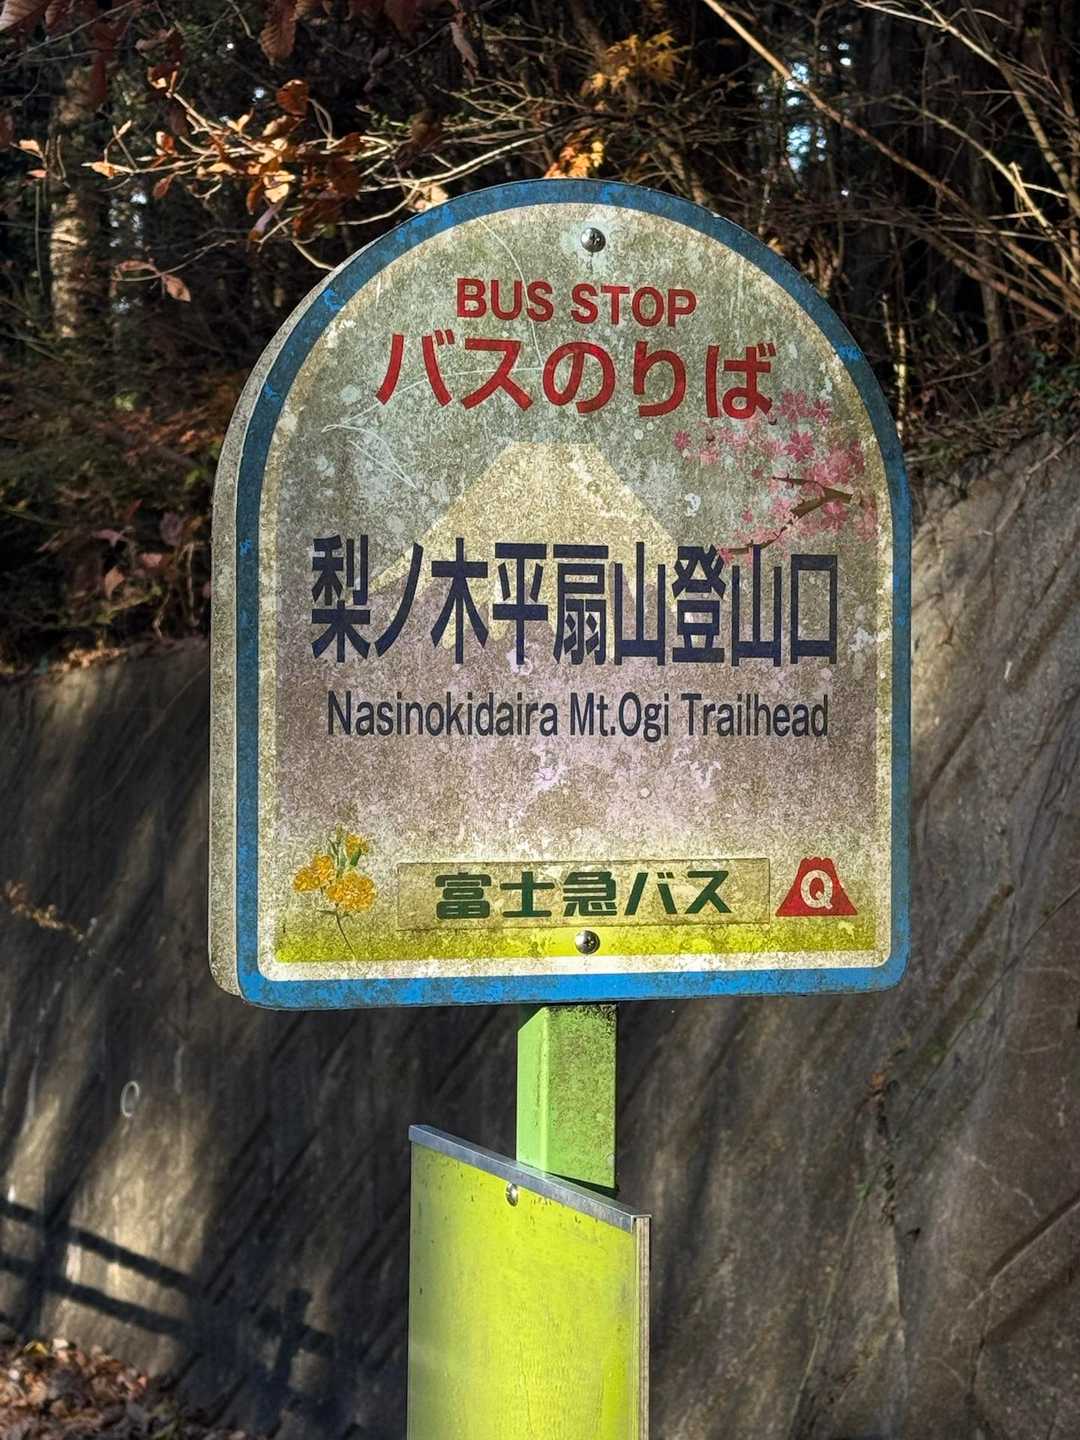 BUS STOP
バスのりば
梨ノ木平扇山登山口
Nasinokidaira Mt.Ogi Trailhead
富士急バス Q